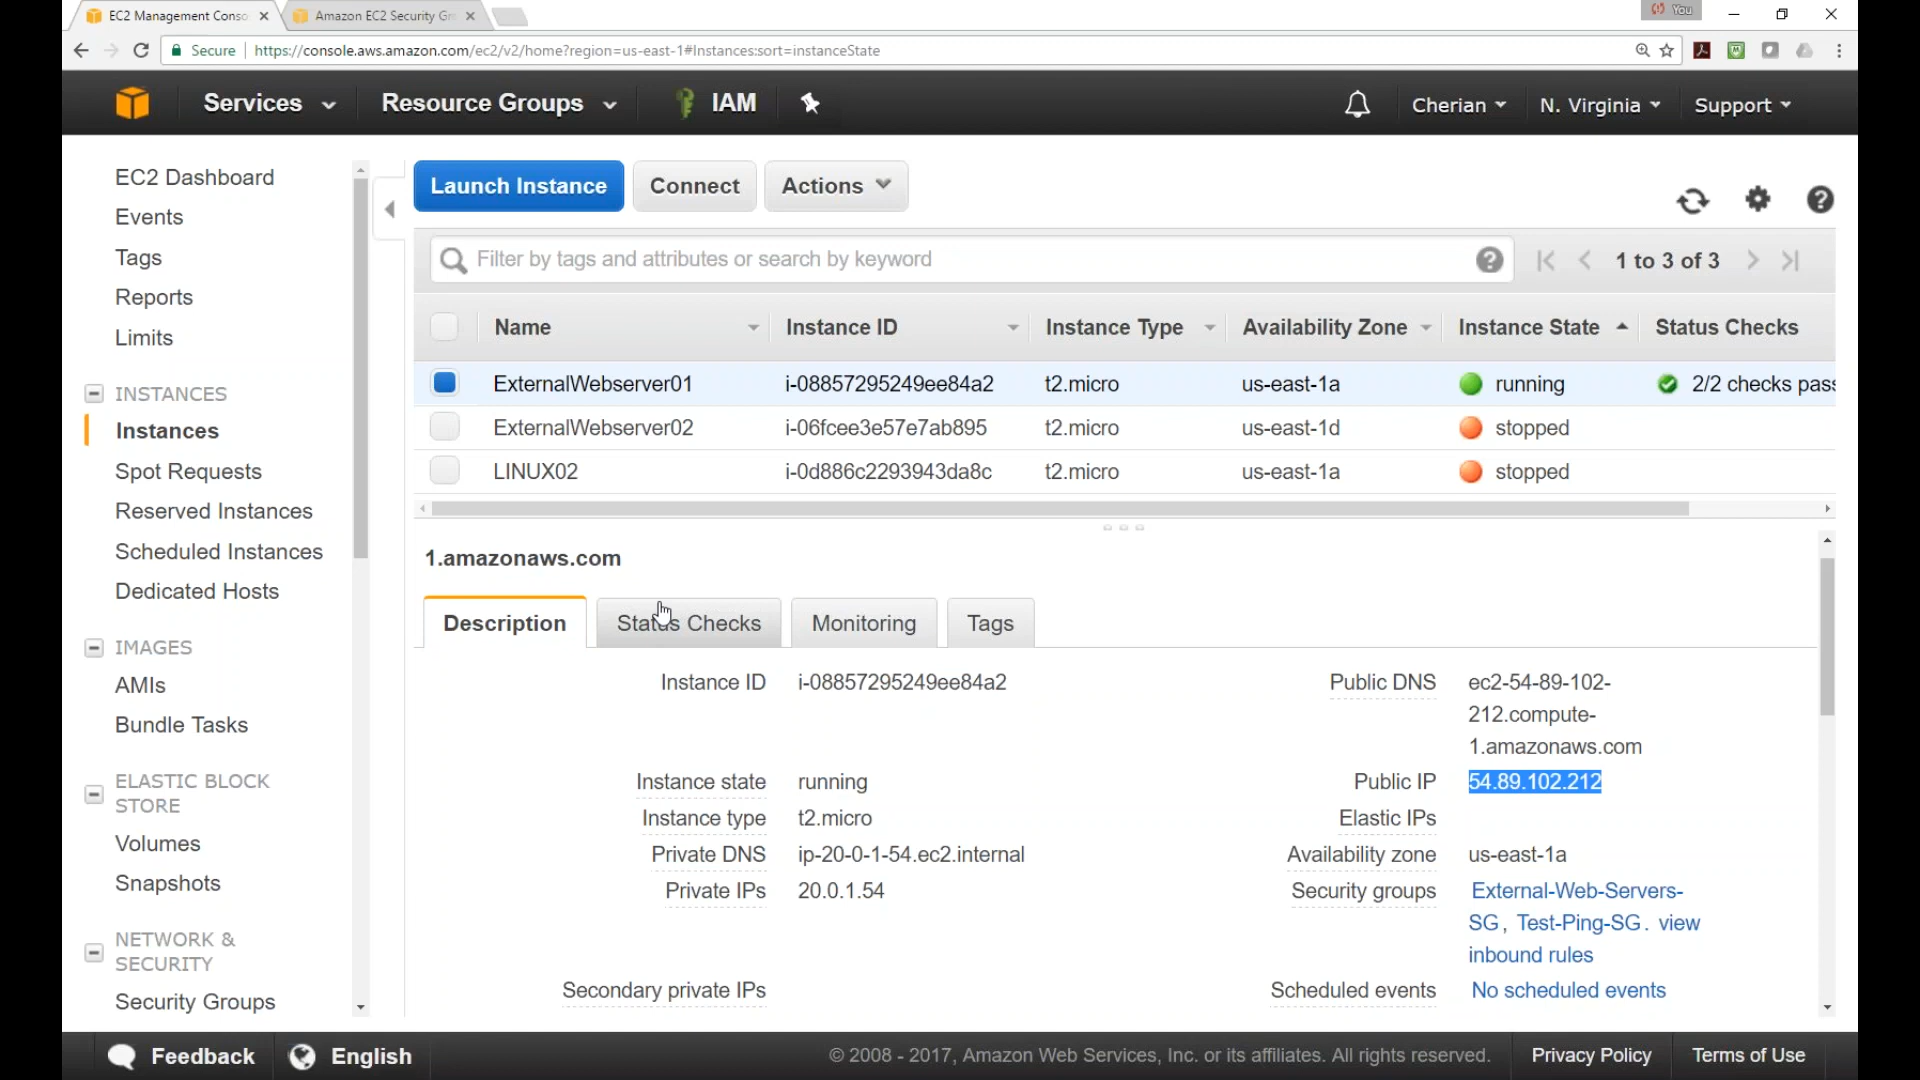 EC2 Management Conso
Amazon EC2 Security Gr
You
Secure
https://console.aws.amazon.com/ec2/v2/home?region=us-east-1#Instances:sort=instanceState
Services
Resource Groups
IAM
Cherian
N. Virginia
Support
EC2 Dashboard
Events
Tags
Reports
Limits
INSTANCES
Instances
Spot Requests
Reserved Instances
Scheduled Instances
Dedicated Hosts
IMAGES
AMIs
Bundle Tasks
ELASTIC BLOCK
STORE
Volumes
Snapshots
NETWORK &
SECURITY
Security Groups
Launch Instance
Connect
Actions
Filter by tags and attributes or search by keyword
1 to 3 of 3
Name Instance ID Instance Type Availability Zone Instance State Status Checks
ExternalWebserver01 i-08857295249ee84a2 t2.micro us-east-1a running 2/2 checks pass
ExternalWebserver02 i-06fcee3e57e7ab895 t2.micro us-east-1d stopped
LINUX02 i-0d886c2293943da8c t2.micro us-east-1a stopped
1.amazonaws.com
Description
Status Checks
Monitoring
Tags
Instance ID i-08857295249ee84a2
Instance state running
Instance type t2.micro
Private DNS ip-20-0-1-54.ec2.internal
Private IPs 20.0.1.54
Secondary private IPs
Public DNS ec2-54-89-102-
212.compute-
1.amazonaws.com
Public IP 54.89.102.212
Elastic IPs
Availability zone us-east-1a
Security groups External-Web-Servers-
SG, Test-Ping-SG. view
inbound rules
Scheduled events No scheduled events
Feedback
English
© 2008 - 2017, Amazon Web Services, Inc. or its affiliates. All rights reserved.
Privacy Policy
Terms of Use